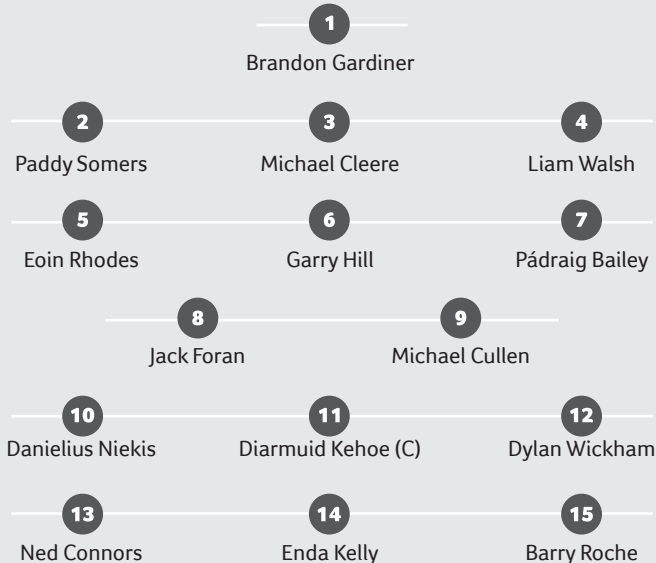 1
Brandon Gardiner
2 3 4
Paddy Somers Michael Cleere Liam Walsh
5 6 7
Eoin Rhodes Garry Hill Pádraig Bailey
8 9
Jack Foran Michael Cullen
10 11 12
Danielius Niekis Diarmuid Kehoe (C) Dylan Wickham
13 14 15
Ned Connors Enda Kelly Barry Roche